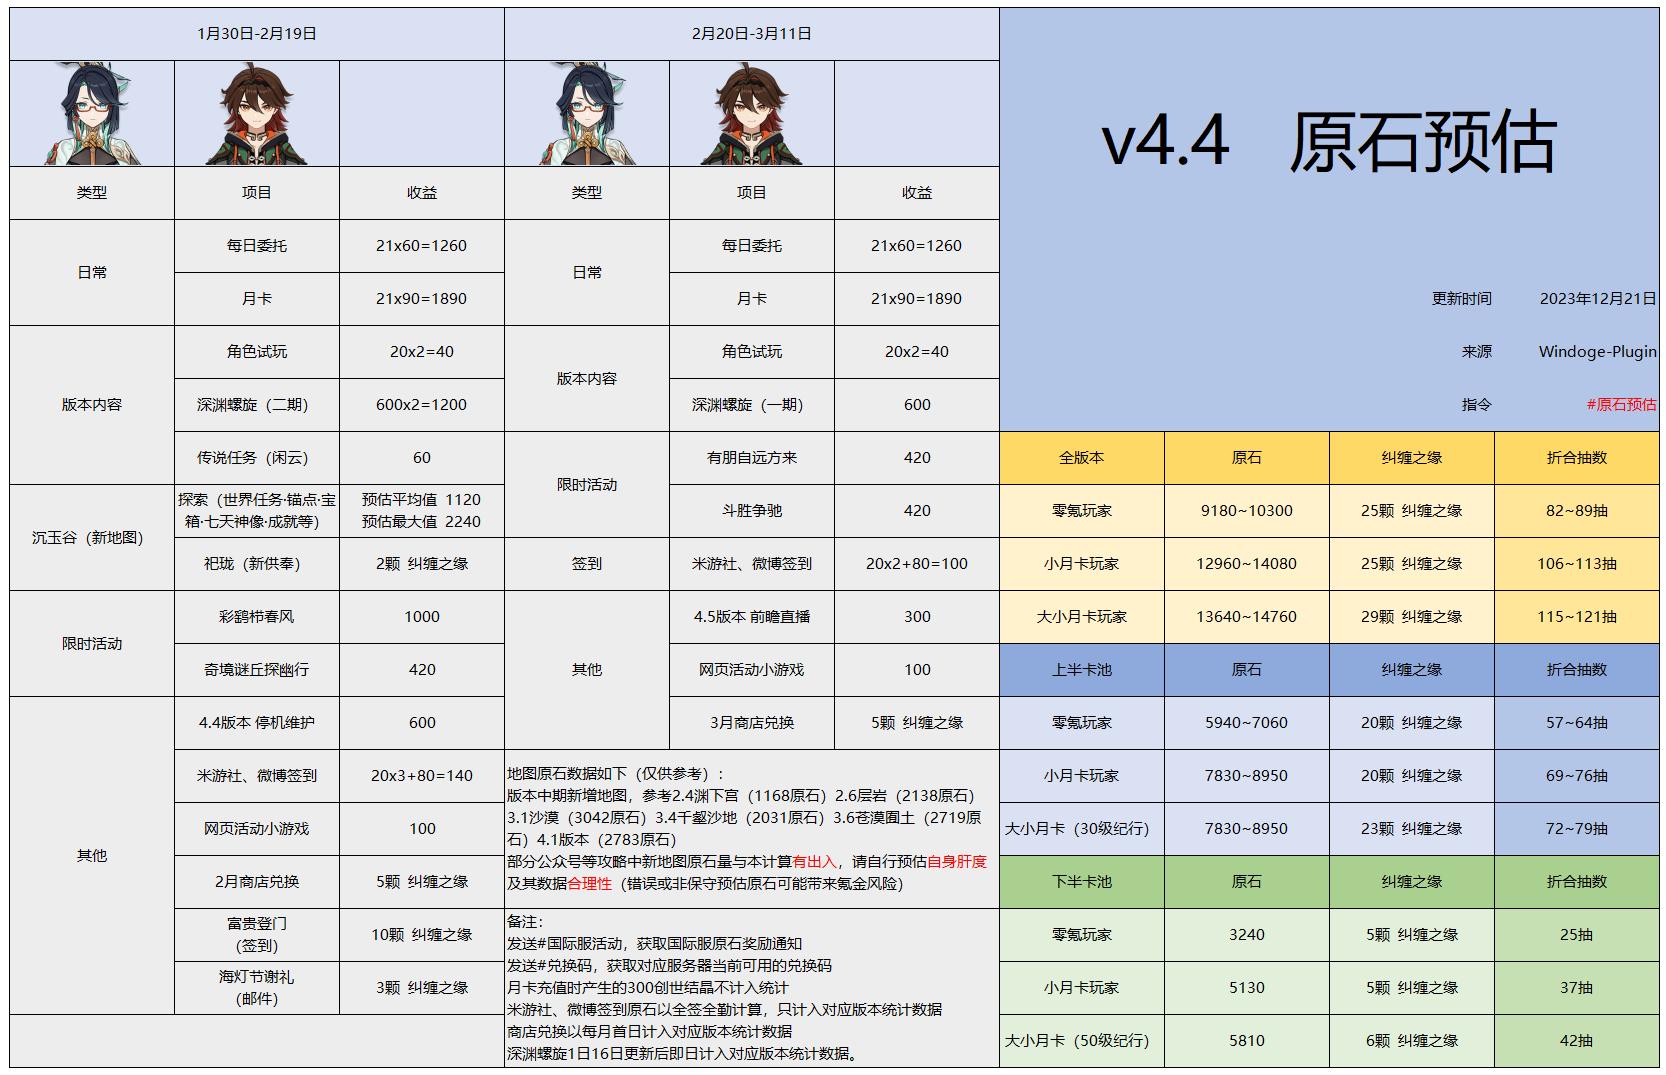 1月30日-2月19日
2月20日-3月11日
v4.4 原石预估
类型 项目 收益
类型 项目 收益
日常
每日委托 21x60=1260
月卡 21x90=1890
日常
每日委托 21x60=1260
月卡 21x90=1890
更新时间 2023年12月21日
来源 Windoge-Plugin
指令 #原石预估
版本内容
角色试玩 20x2=40
深渊螺旋（二期） 600x2=1200
传说任务（闲云） 60
版本内容
角色试玩 20x2=40
深渊螺旋（一期） 600
沉玉谷（新地图）
探索（世界任务·锚点·宝
箱·七天神像·成就等）
预估平均值 1120
预估最大值 2240
祀珑（新供奉） 2颗 纠缠之缘
限时活动
有朋自远方来 420
斗胜争驰 420
签到 米游社、微博签到 20x2+80=100
限时活动
彩鹞栉春风 1000
奇境谜丘探幽行 420
其他
4.5版本 前瞻直播 300
网页活动小游戏 100
3月商店兑换 5颗 纠缠之缘
其他
4.4版本 停机维护 600
米游社、微博签到 20x3+80=140
网页活动小游戏 100
2月商店兑换 5颗 纠缠之缘
富贵登门
（签到）
10颗 纠缠之缘
海灯节谢礼
（邮件）
3颗 纠缠之缘
地图原石数据如下（仅供参考）：
版本中期新增地图，参考2.4渊下宫（1168原石）2.6层岩（2138原石）
3.1沙漠（3042原石）3.4千壑沙地（2031原石）3.6苍漠囿土（2719原
石）4.1版本（2783原石）
部分公众号等攻略中新地图原石量与本计算有出入，请自行预估自身肝度
及其数据合理性（错误或非保守预估原石可能带来氪金风险）
备注：
发送#国际服活动，获取国际服原石奖励通知
发送#兑换码，获取对应服务器当前可用的兑换码
月卡充值时产生的300创世结晶不计入统计
米游社、微博签到原石以全签全勤计算，只计入对应版本统计数据
商店兑换以每月首日计入对应版本统计数据
深渊螺旋1日16日更新后即日计入对应版本统计数据。
全版本 原石 纠缠之缘 折合抽数
零氪玩家 9180~10300 25颗 纠缠之缘 82~89抽
小月卡玩家 12960~14080 25颗 纠缠之缘 106~113抽
大小月卡玩家 13640~14760 29颗 纠缠之缘 115~121抽
上半卡池 原石 纠缠之缘 折合抽数
零氪玩家 5940~7060 20颗 纠缠之缘 57~64抽
小月卡玩家 7830~8950 20颗 纠缠之缘 69~76抽
大小月卡（30级纪行） 7830~8950 23颗 纠缠之缘 72~79抽
下半卡池 原石 纠缠之缘 折合抽数
零氪玩家 3240 5颗 纠缠之缘 25抽
小月卡玩家 5130 5颗 纠缠之缘 37抽
大小月卡（50级纪行） 5810 6颗 纠缠之缘 42抽